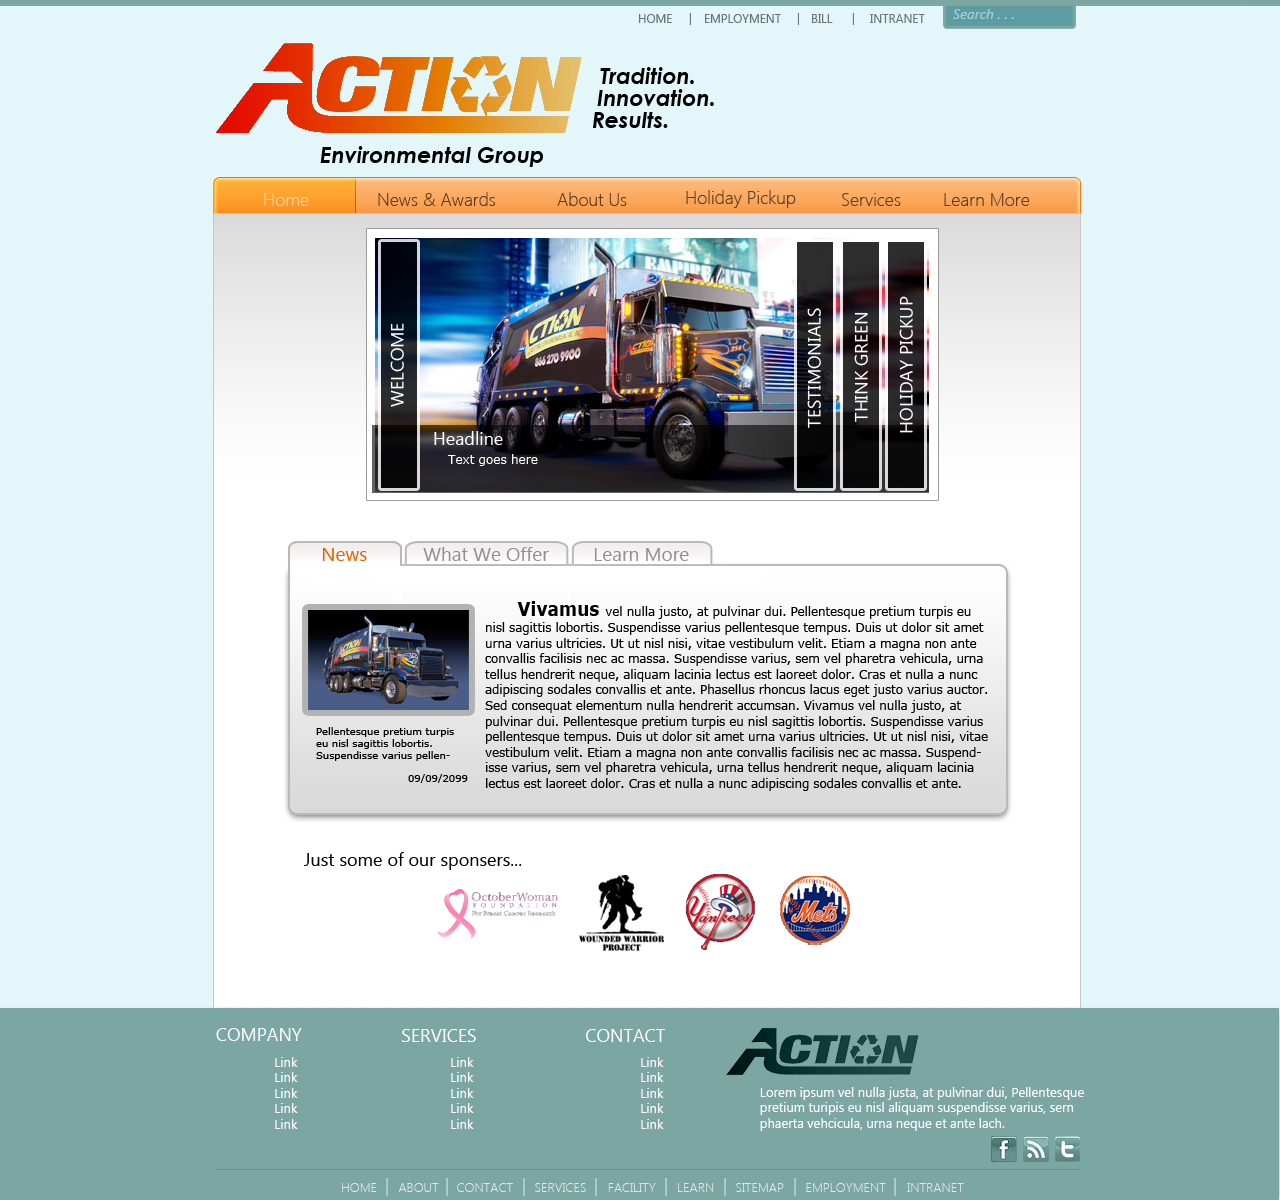 HOME | EMPLOYMENT | BILL | INTRANET
Search . . .
ACTION
Tradition.
Innovation.
Results.
Environmental Group
Home News & Awards About Us Holiday Pickup Services Learn More
WELCOME
EMPIRE CITY
ACTION
866 270 9900
ACTION
Headline
Text goes here
TESTIMONIALS
THINK GREEN
HOLIDAY PICKUP
News What We Offer Learn More
ACTION
Pellentesque pretium turpis
eu nisl sagittis lobortis.
Suspendisse varius pellen-
09/09/2099
Vivamus vel nulla justo, at pulvinar dui. Pellentesque pretium turpis eu
nisl sagittis lobortis. Suspendisse varius pellentesque tempus. Duis ut dolor sit amet
urna varius ultricies. Ut ut nisl nisi, vitae vestibulum velit. Etiam a magna non ante
convallis facilisis nec ac massa. Suspendisse varius, sem vel pharetra vehicula, urna
tellus hendrerit neque, aliquam lacinia lectus est laoreet dolor. Cras et nulla a nunc
adipiscing sodales convallis et ante. Phasellus rhoncus lacus eget justo varius auctor.
Sed consequat elementum nulla hendrerit accumsan. Vivamus vel nulla justo, at
pulvinar dui. Pellentesque pretium turpis eu nisl sagittis lobortis. Suspendisse varius
pellentesque tempus. Duis ut dolor sit amet urna varius ultricies. Ut ut nisl nisi, vitae
vestibulum velit. Etiam a magna non ante convallis facilisis nec ac massa. Suspend-
isse varius, sem vel pharetra vehicula, urna tellus hendrerit neque, aliquam lacinia
lectus est laoreet dolor. Cras et nulla a nunc adipiscing sodales convallis et ante.
Just some of our sponsers...
OctoberWoman
FOUNDATION
For Breast Cancer Research
WOUNDED WARRIOR
PROJECT
Yankees
Mets
COMPANY
Link
Link
Link
Link
Link
SERVICES
Link
Link
Link
Link
Link
CONTACT
Link
Link
Link
Link
Link
ACTION
Lorem ipsum vel nulla justa, at pulvinar dui, Pellentesque
pretium turipis eu nisl aliquam suspendisse varius, sern
phaerta vehcicula, urna neque et ante lach.
HOME | ABOUT | CONTACT | SERVICES | FACILITY | LEARN | SITEMAP | EMPLOYMENT | INTRANET